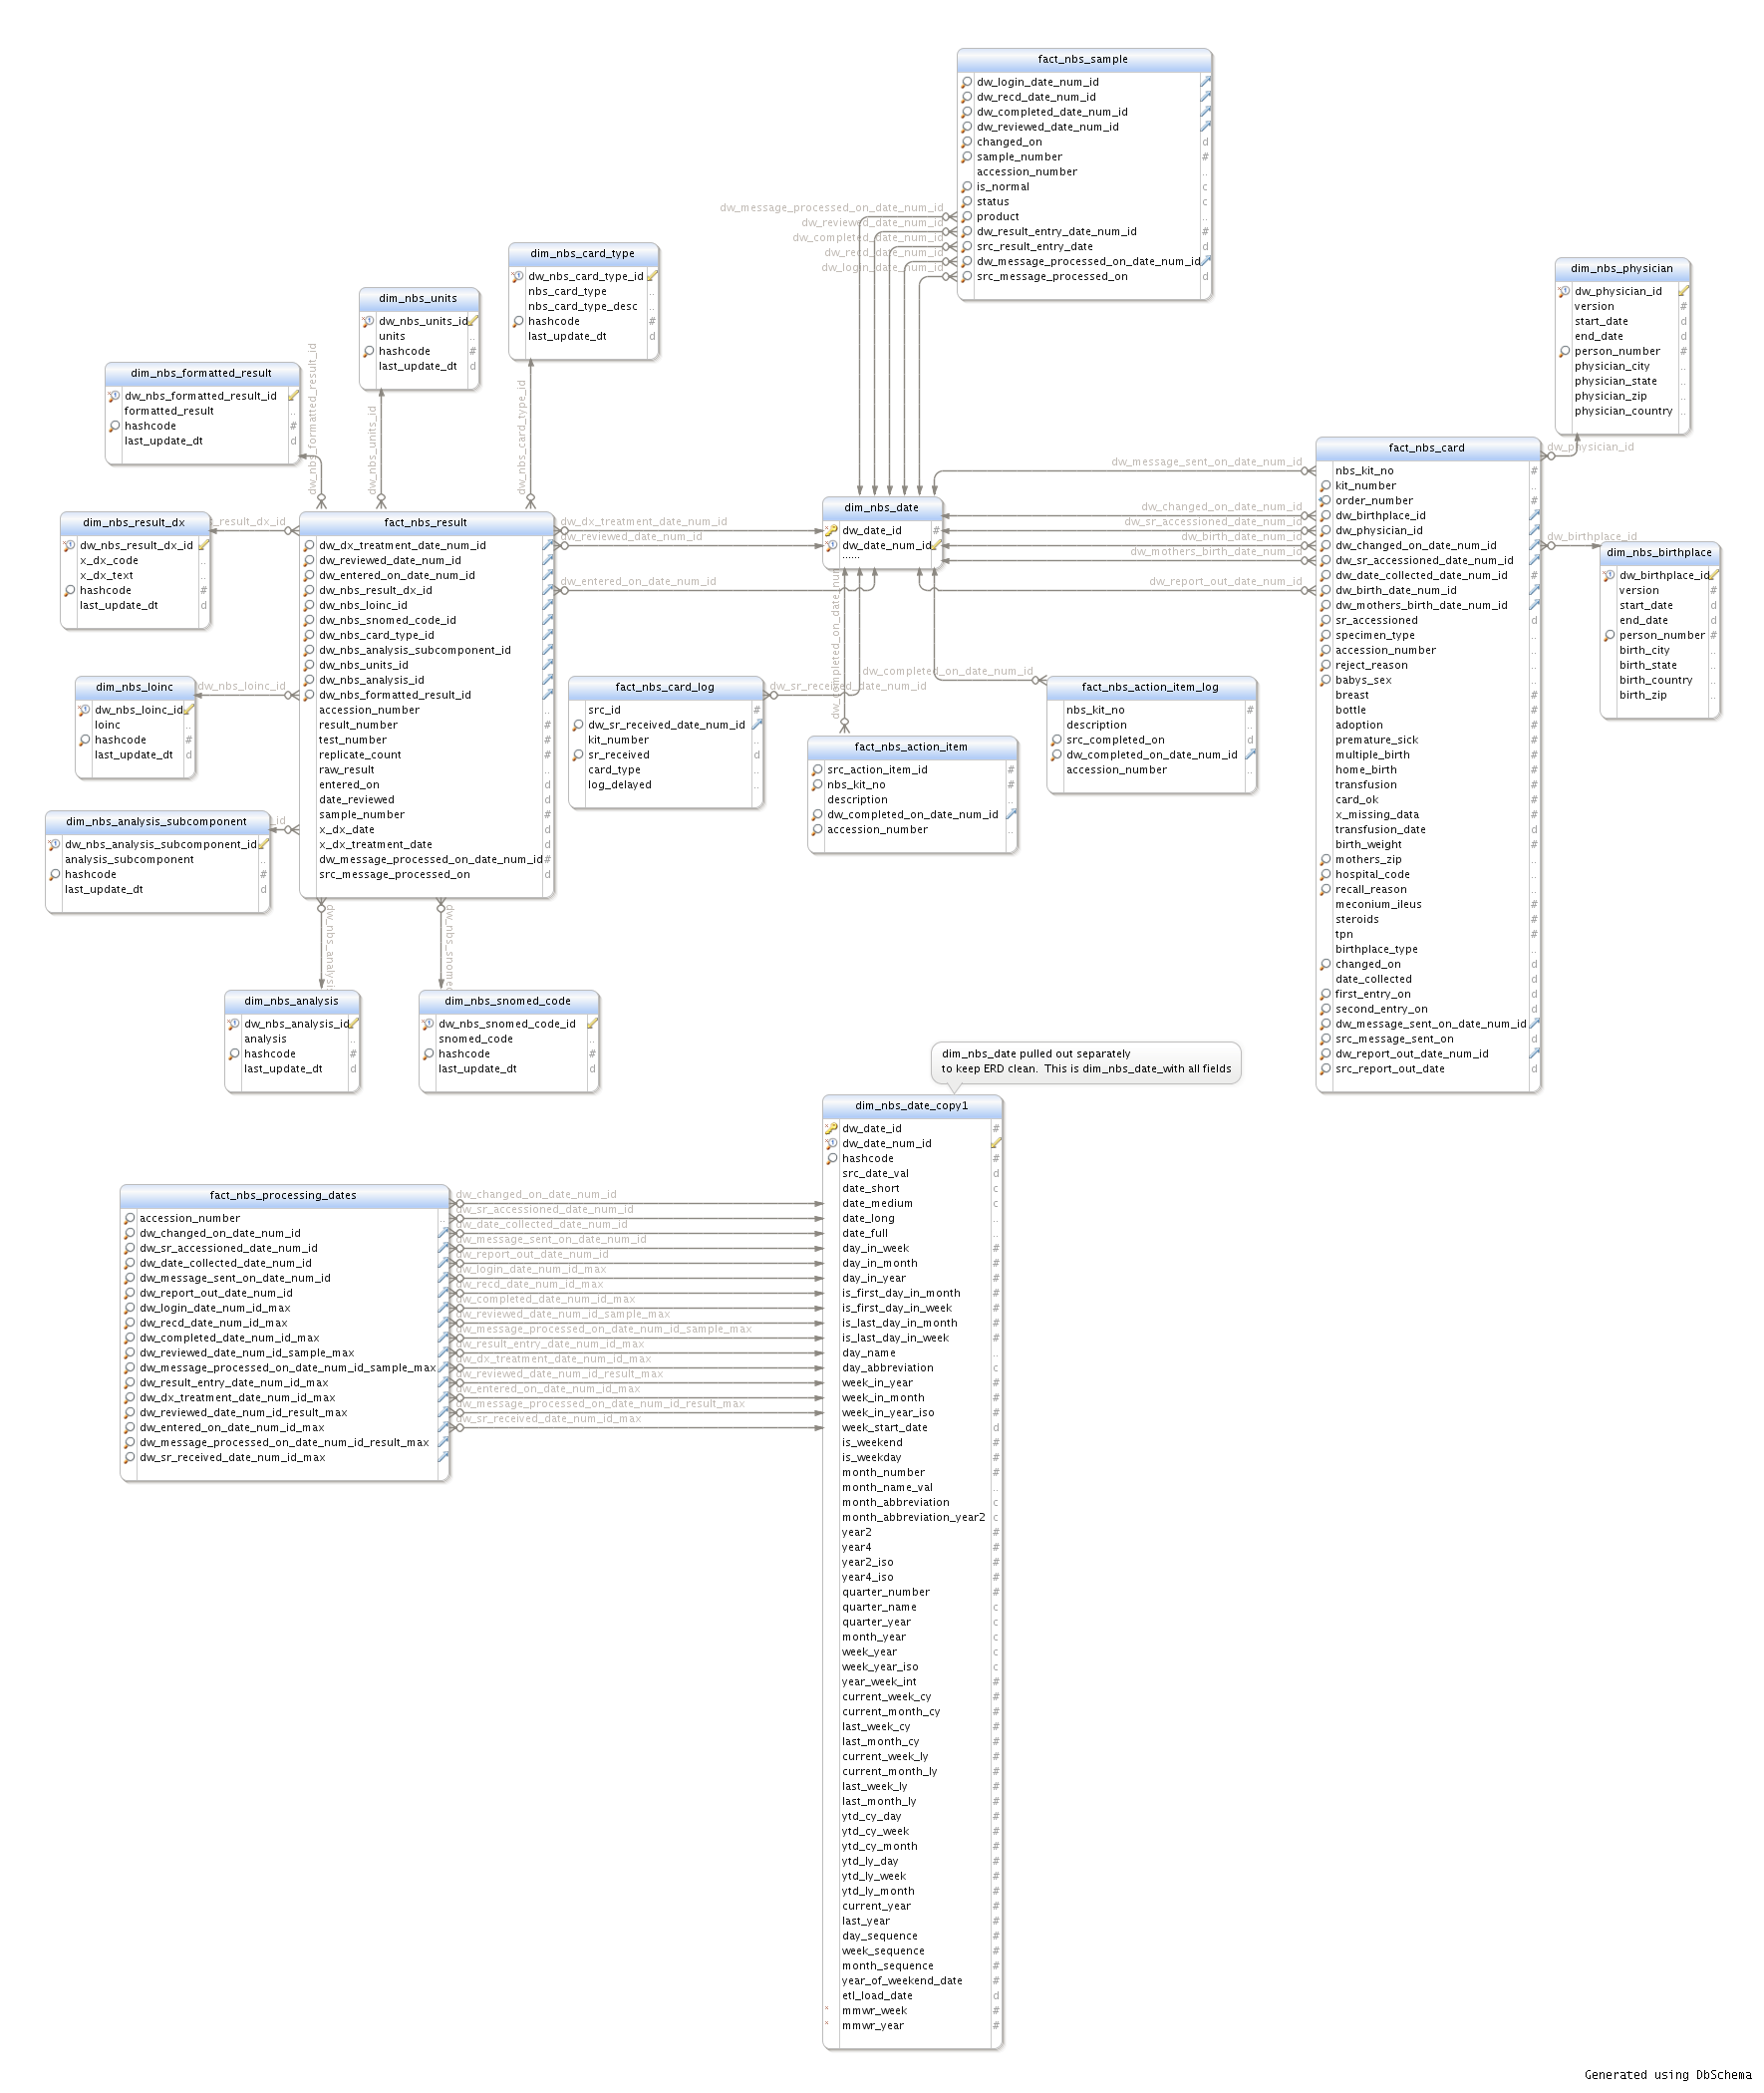 fact_nbs_sample
dw_login_date_num_id
dw_recd_date_num_id
dw_completed_date_num_id
dw_reviewed_date_num_id
changed_on d
sample_number #
accession_number ..
is_normal c
status c
product ..
dw_result_entry_date_num_id #
src_result_entry_date d
dw_message_processed_on_date_num_id
src_message_processed_on d
dw_message_processed_on_date_num_id
dw_reviewed_date_num_id
dw_completed_date_num_id
dw_recd_date_num_id
dw_login_date_num_id
dim_nbs_card_type
dw_nbs_card_type_id
nbs_card_type ..
nbs_card_type_desc ..
hashcode #
last_update_dt d
dim_nbs_physician
dw_physician_id
version #
start_date d
end_date d
person_number #
physician_city ..
physician_state ..
physician_zip ..
physician_country ..
dim_nbs_units
dw_nbs_units_id
units ..
hashcode #
last_update_dt d
dim_nbs_formatted_result
dw_nbs_formatted_result_id
formatted_result ..
hashcode #
last_update_dt d
dw_nbs_formatted_result_id
dw_nbs_units_id
dw_nbs_card_type_id
dim_nbs_result_dx
dw_nbs_result_dx_id
x_dx_code ..
x_dx_text ..
hashcode #
last_update_dt d
_result_dx_id
fact_nbs_result
dw_dx_treatment_date_num_id
dw_reviewed_date_num_id
dw_entered_on_date_num_id
dw_nbs_result_dx_id
dw_nbs_loinc_id
dw_nbs_snomed_code_id
dw_nbs_card_type_id
dw_nbs_analysis_subcomponent_id
dw_nbs_units_id
dw_nbs_analysis_id
dw_nbs_formatted_result_id
accession_number ..
result_number #
test_number #
replicate_count #
raw_result ..
entered_on d
date_reviewed d
sample_number #
x_dx_date d
x_dx_treatment_date d
dw_message_processed_on_date_num_id #
src_message_processed_on d
dw_dx_treatment_date_num_id
dw_reviewed_date_num_id
dw_entered_on_date_num_id
dim_nbs_date
dw_date_id #
dw_date_num_id
......
dw_message_sent_on_date_num_id
dw_changed_on_date_num_id
dw_sr_accessioned_date_num_id
dw_birth_date_num_id
dw_mothers_birth_date_num_id
dw_report_out_date_num_id
fact_nbs_card
nbs_kit_no #
kit_number ..
order_number #
dw_birthplace_id
dw_physician_id
dw_changed_on_date_num_id
dw_sr_accessioned_date_num_id
dw_date_collected_date_num_id #
dw_birth_date_num_id
dw_mothers_birth_date_num_id
sr_accessioned d
specimen_type ..
accession_number ..
reject_reason ..
babys_sex ..
breast #
bottle #
adoption #
premature_sick #
multiple_birth #
home_birth #
transfusion #
card_ok #
x_missing_data #
transfusion_date d
birth_weight #
mothers_zip ..
hospital_code ..
recall_reason ..
meconium_ileus #
steroids #
tpn #
birthplace_type ..
changed_on d
date_collected d
first_entry_on d
second_entry_on d
dw_message_sent_on_date_num_id
src_message_sent_on d
dw_report_out_date_num_id
src_report_out_date d
dw_physician_id
dw_birthplace_id
dim_nbs_birthplace
dw_birthplace_id
version #
start_date d
end_date d
person_number #
birth_city ..
birth_state ..
birth_country ..
birth_zip ..
dim_nbs_loinc
dw_nbs_loinc_id
loinc ..
hashcode #
last_update_dt d
dw_nbs_loinc_id
fact_nbs_card_log
src_id #
dw_sr_received_date_num_id
kit_number ..
sr_received d
card_type ..
log_delayed ..
dw_sr_received_date_num_id
dw_completed_on_date_num
dw_completed_on_date_num_id
fact_nbs_action_item_log
nbs_kit_no #
description ..
src_completed_on d
dw_completed_on_date_num_id
accession_number ..
fact_nbs_action_item
src_action_item_id #
nbs_kit_no #
description ..
dw_completed_on_date_num_id
accession_number ..
dim_nbs_analysis_subcomponent
dw_nbs_analysis_subcomponent_id
analysis_subcomponent ..
hashcode #
last_update_dt d
_id
dw_nbs_analysis
dw_nbs_snomed
dim_nbs_analysis
dw_nbs_analysis_id
analysis ..
hashcode #
last_update_dt d
dim_nbs_snomed_code
dw_nbs_snomed_code_id
snomed_code ..
hashcode #
last_update_dt d
dim_nbs_date pulled out separately
to keep ERD clean. This is dim_nbs_date_with all fields
dim_nbs_date_copy1
dw_date_id #
dw_date_num_id
hashcode #
src_date_val d
date_short c
date_medium c
date_long ..
date_full ..
day_in_week #
day_in_month #
day_in_year #
is_first_day_in_month #
is_first_day_in_week #
is_last_day_in_month #
is_last_day_in_week #
day_name ..
day_abbreviation c
week_in_year #
week_in_month #
week_in_year_iso #
week_start_date d
is_weekend #
is_weekday #
month_number #
month_name_val ..
month_abbreviation c
month_abbreviation_year2 c
year2 #
year4 #
year2_iso #
year4_iso #
quarter_number #
quarter_name c
quarter_year c
month_year c
week_year c
week_year_iso c
year_week_int #
current_week_cy #
current_month_cy #
last_week_cy #
last_month_cy #
current_week_ly #
current_month_ly #
last_week_ly #
last_month_ly #
ytd_cy_day #
ytd_cy_week #
ytd_cy_month #
ytd_ly_day #
ytd_ly_week #
ytd_ly_month #
current_year #
last_year #
day_sequence #
week_sequence #
month_sequence #
year_of_weekend_date #
etl_load_date d
mmwr_week #
mmwr_year #
fact_nbs_processing_dates
accession_number ..
dw_changed_on_date_num_id
dw_sr_accessioned_date_num_id
dw_date_collected_date_num_id
dw_message_sent_on_date_num_id
dw_report_out_date_num_id
dw_login_date_num_id_max
dw_recd_date_num_id_max
dw_completed_date_num_id_max
dw_reviewed_date_num_id_sample_max
dw_message_processed_on_date_num_id_sample_max
dw_result_entry_date_num_id_max
dw_dx_treatment_date_num_id_max
dw_reviewed_date_num_id_result_max
dw_entered_on_date_num_id_max
dw_message_processed_on_date_num_id_result_max
dw_sr_received_date_num_id_max
dw_changed_on_date_num_id
dw_sr_accessioned_date_num_id
dw_date_collected_date_num_id
dw_message_sent_on_date_num_id
dw_report_out_date_num_id
dw_login_date_num_id_max
dw_recd_date_num_id_max
dw_completed_date_num_id_max
dw_reviewed_date_num_id_sample_max
dw_message_processed_on_date_num_id_sample_max
dw_result_entry_date_num_id_max
dw_dx_treatment_date_num_id_max
dw_reviewed_date_num_id_result_max
dw_entered_on_date_num_id_max
dw_message_processed_on_date_num_id_result_max
dw_sr_received_date_num_id_max
Generated using DbSchema